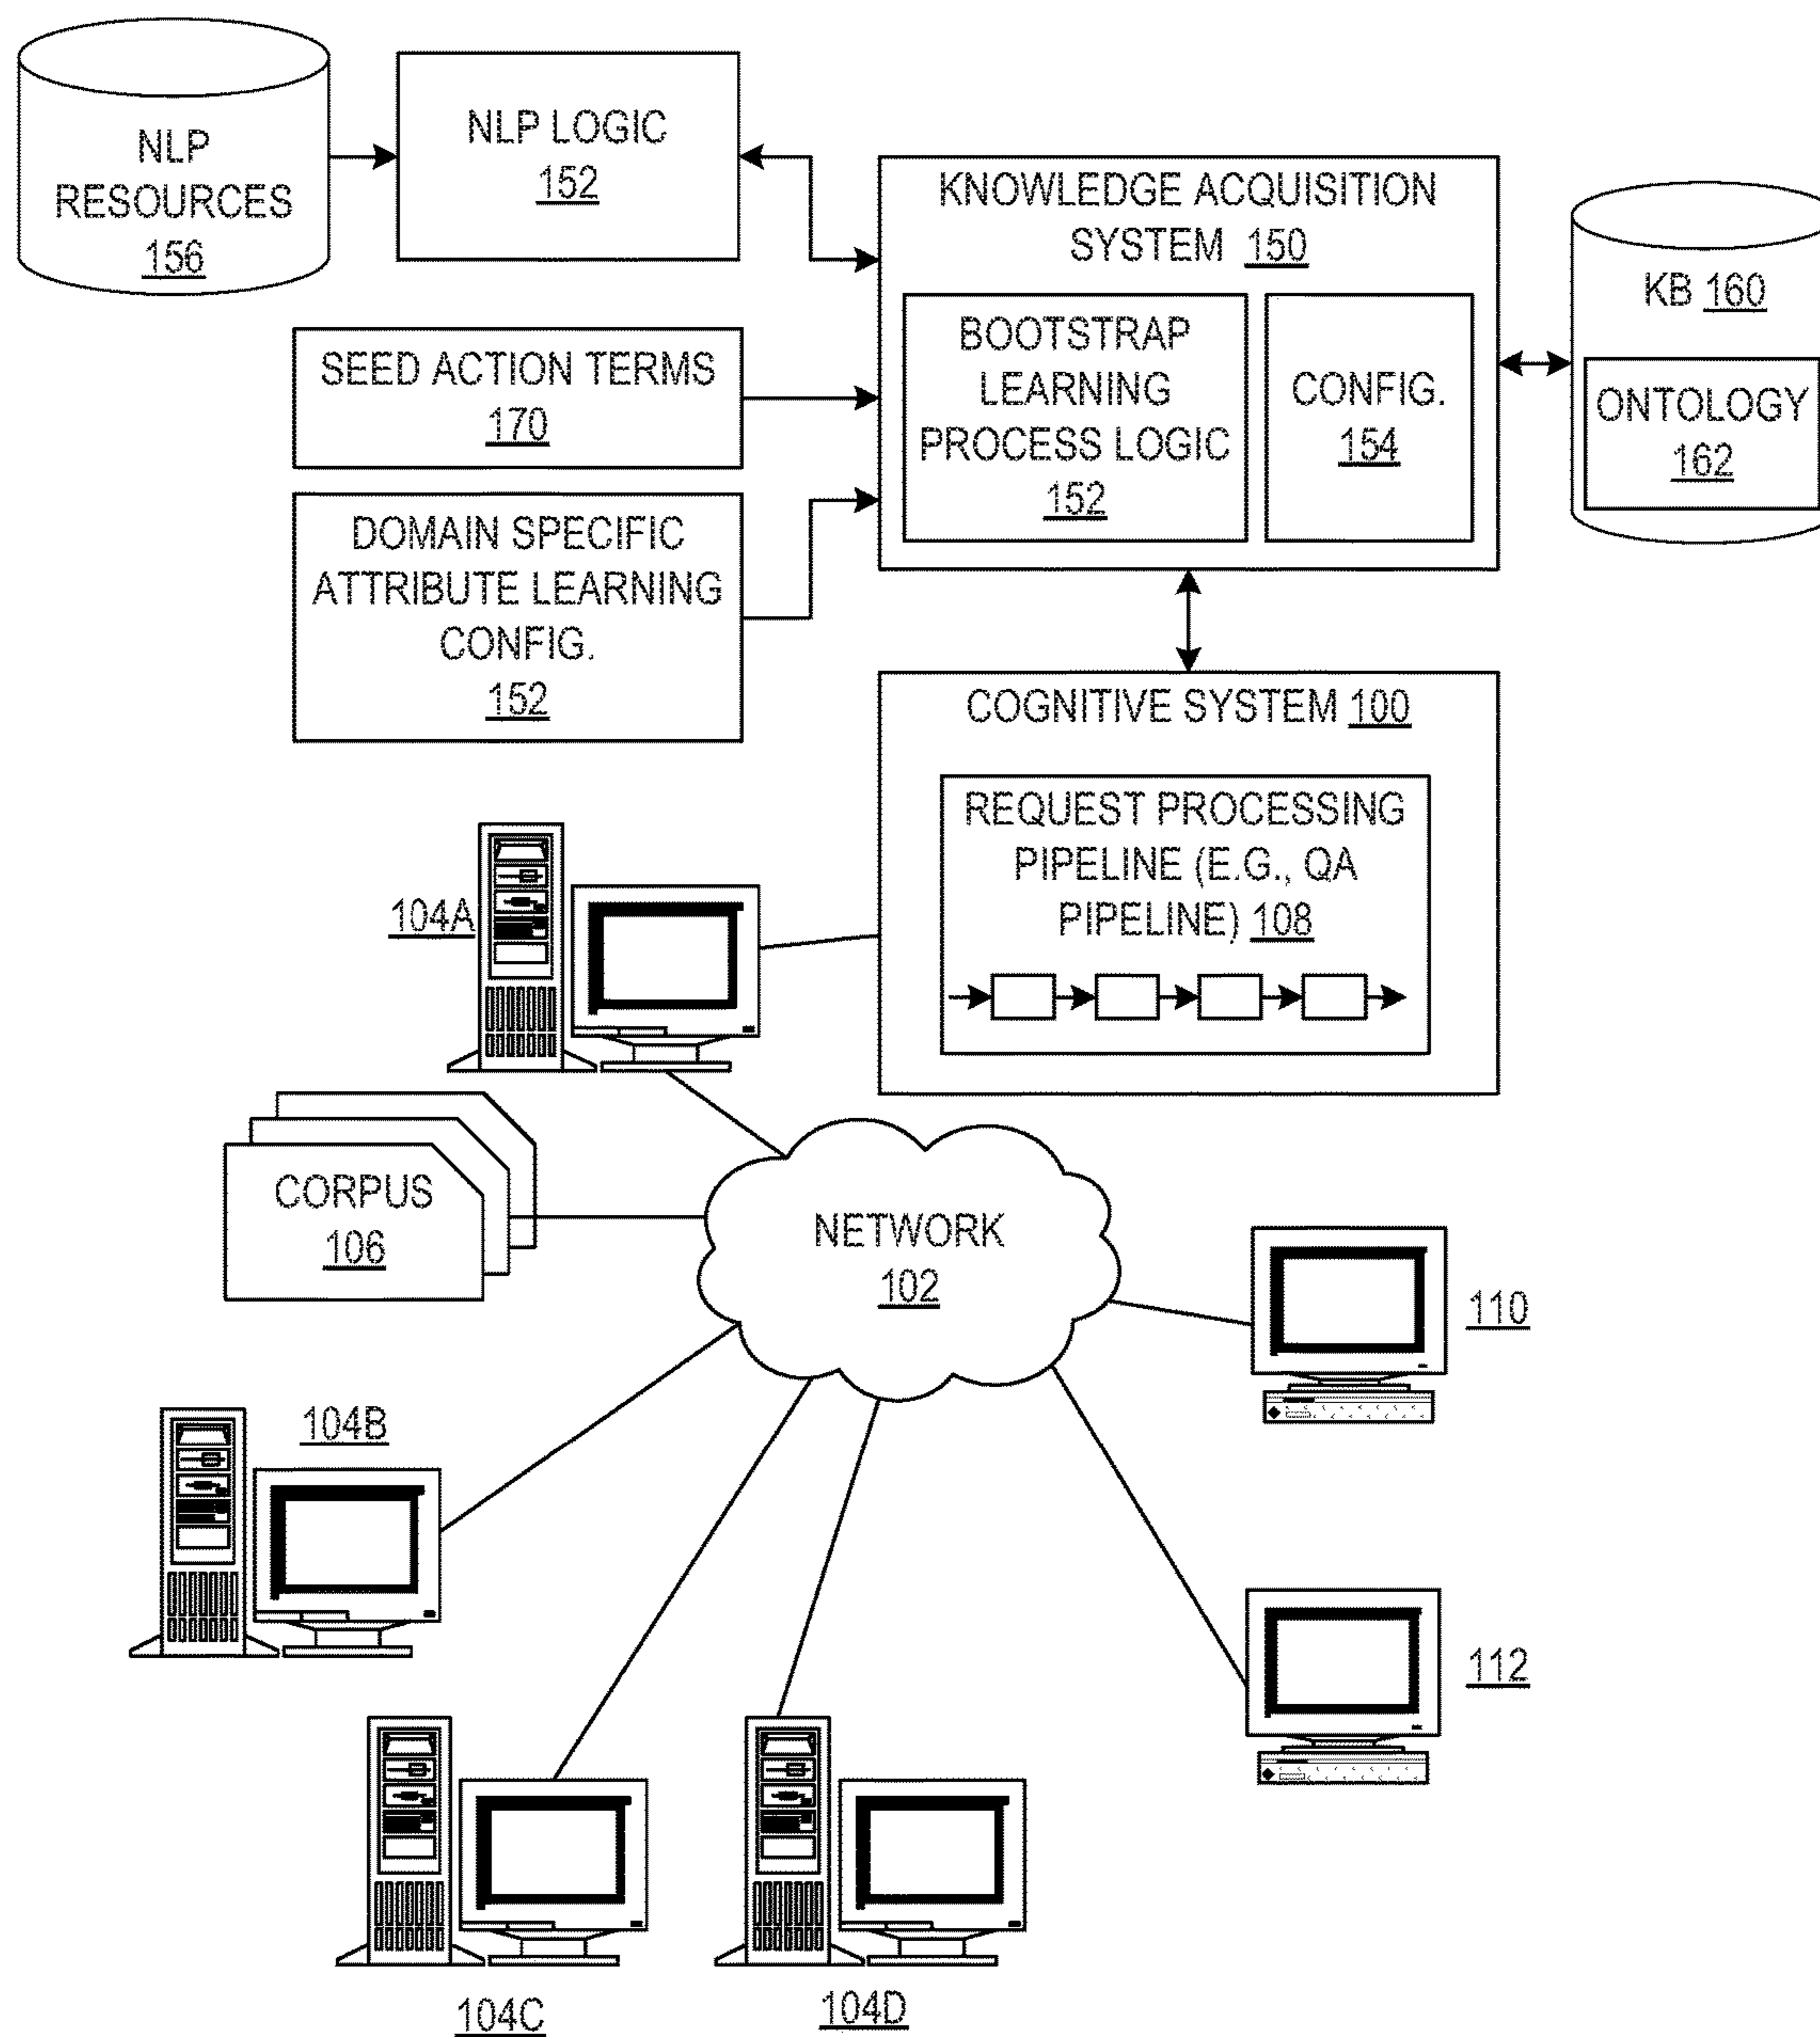 NLP
RESOURCES
156
NLP LOGIC
152
KNOWLEDGE ACQUISITION
SYSTEM 150
BOOTSTRAP
LEARNING
PROCESS LOGIC
152
CONFIG.
154
KB 160
ONTOLOGY
162
SEED ACTION TERMS
170
DOMAIN SPECIFIC
ATTRIBUTE LEARNING
CONFIG.
152
COGNITIVE SYSTEM 100
REQUEST PROCESSING
PIPELINE (E.G., QA
PIPELINE) 108
104A
CORPUS
106
NETWORK
102
110
104B
112
104C
104D